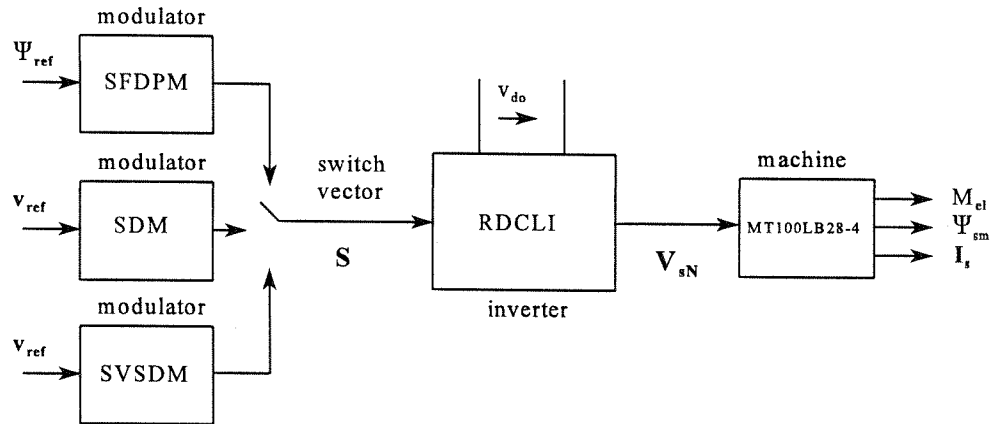 modulator
Ψref
SFDPM
modulator
vref
SDM
modulator
vref
SVSDM
switch
vector
S
vdo
RDCLI
inverter
VsN
machine
MT100LB28-4
Mel
Ψsm
Is